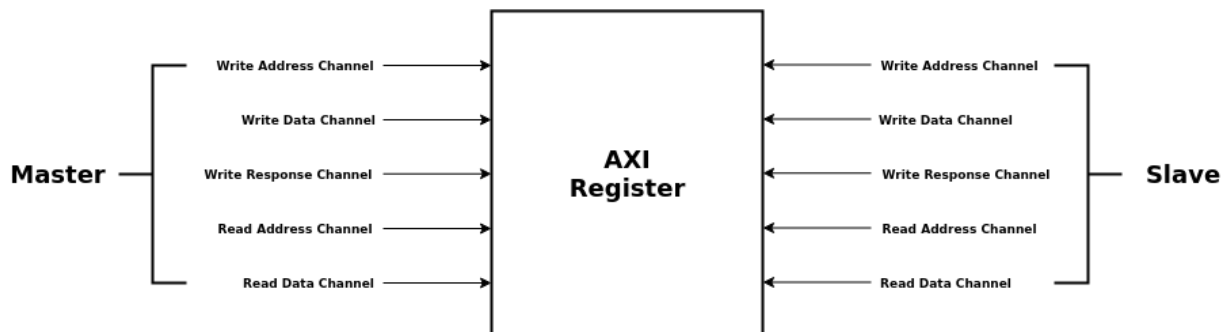 Write Address Channel
Write Address Channel
Write Data Channel
Write Data Channel
Master
Write Response Channel
AXI
Register
Write Response Channel
Slave
Read Address Channel
Read Address Channel
Read Data Channel
Read Data Channel